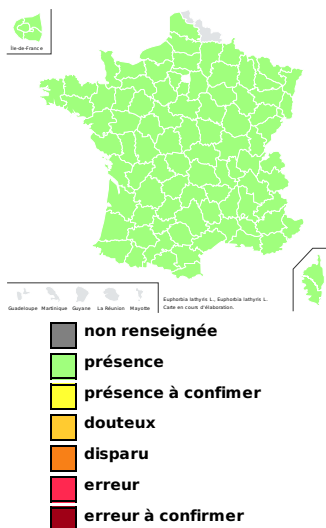 Île-de-France
Guadeloupe Martinique Guyane La Réunion Mayotte
Euphorbia lathyris L., Euphorbia lathyris L.
Carte en cours d'élaboration.
non renseignée
présence
présence à confimer
douteux
disparu
erreur
erreur à confirmer